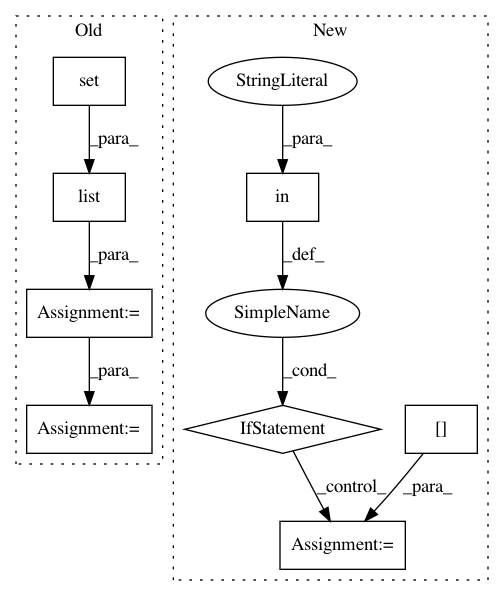 Old
New
set
StringLiteral
_para_
_para_
list
in
_para_
_def_
Assignment:=
SimpleName
_para_
_cond_
Assignment:=
IfStatement
[]
_control_
_para_
Assignment:=